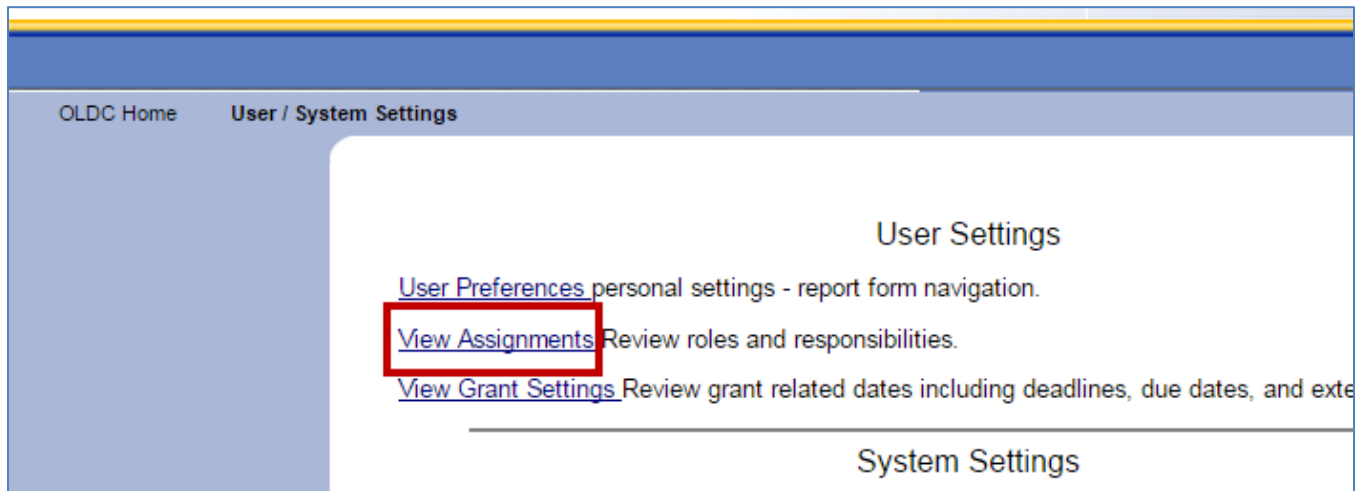 OLDC Home User / System Settings
User Settings
User Preferences personal settings - report form navigation.
View Assignments Review roles and responsibilities.
View Grant Settings Review grant related dates including deadlines, due dates, and
System Settings